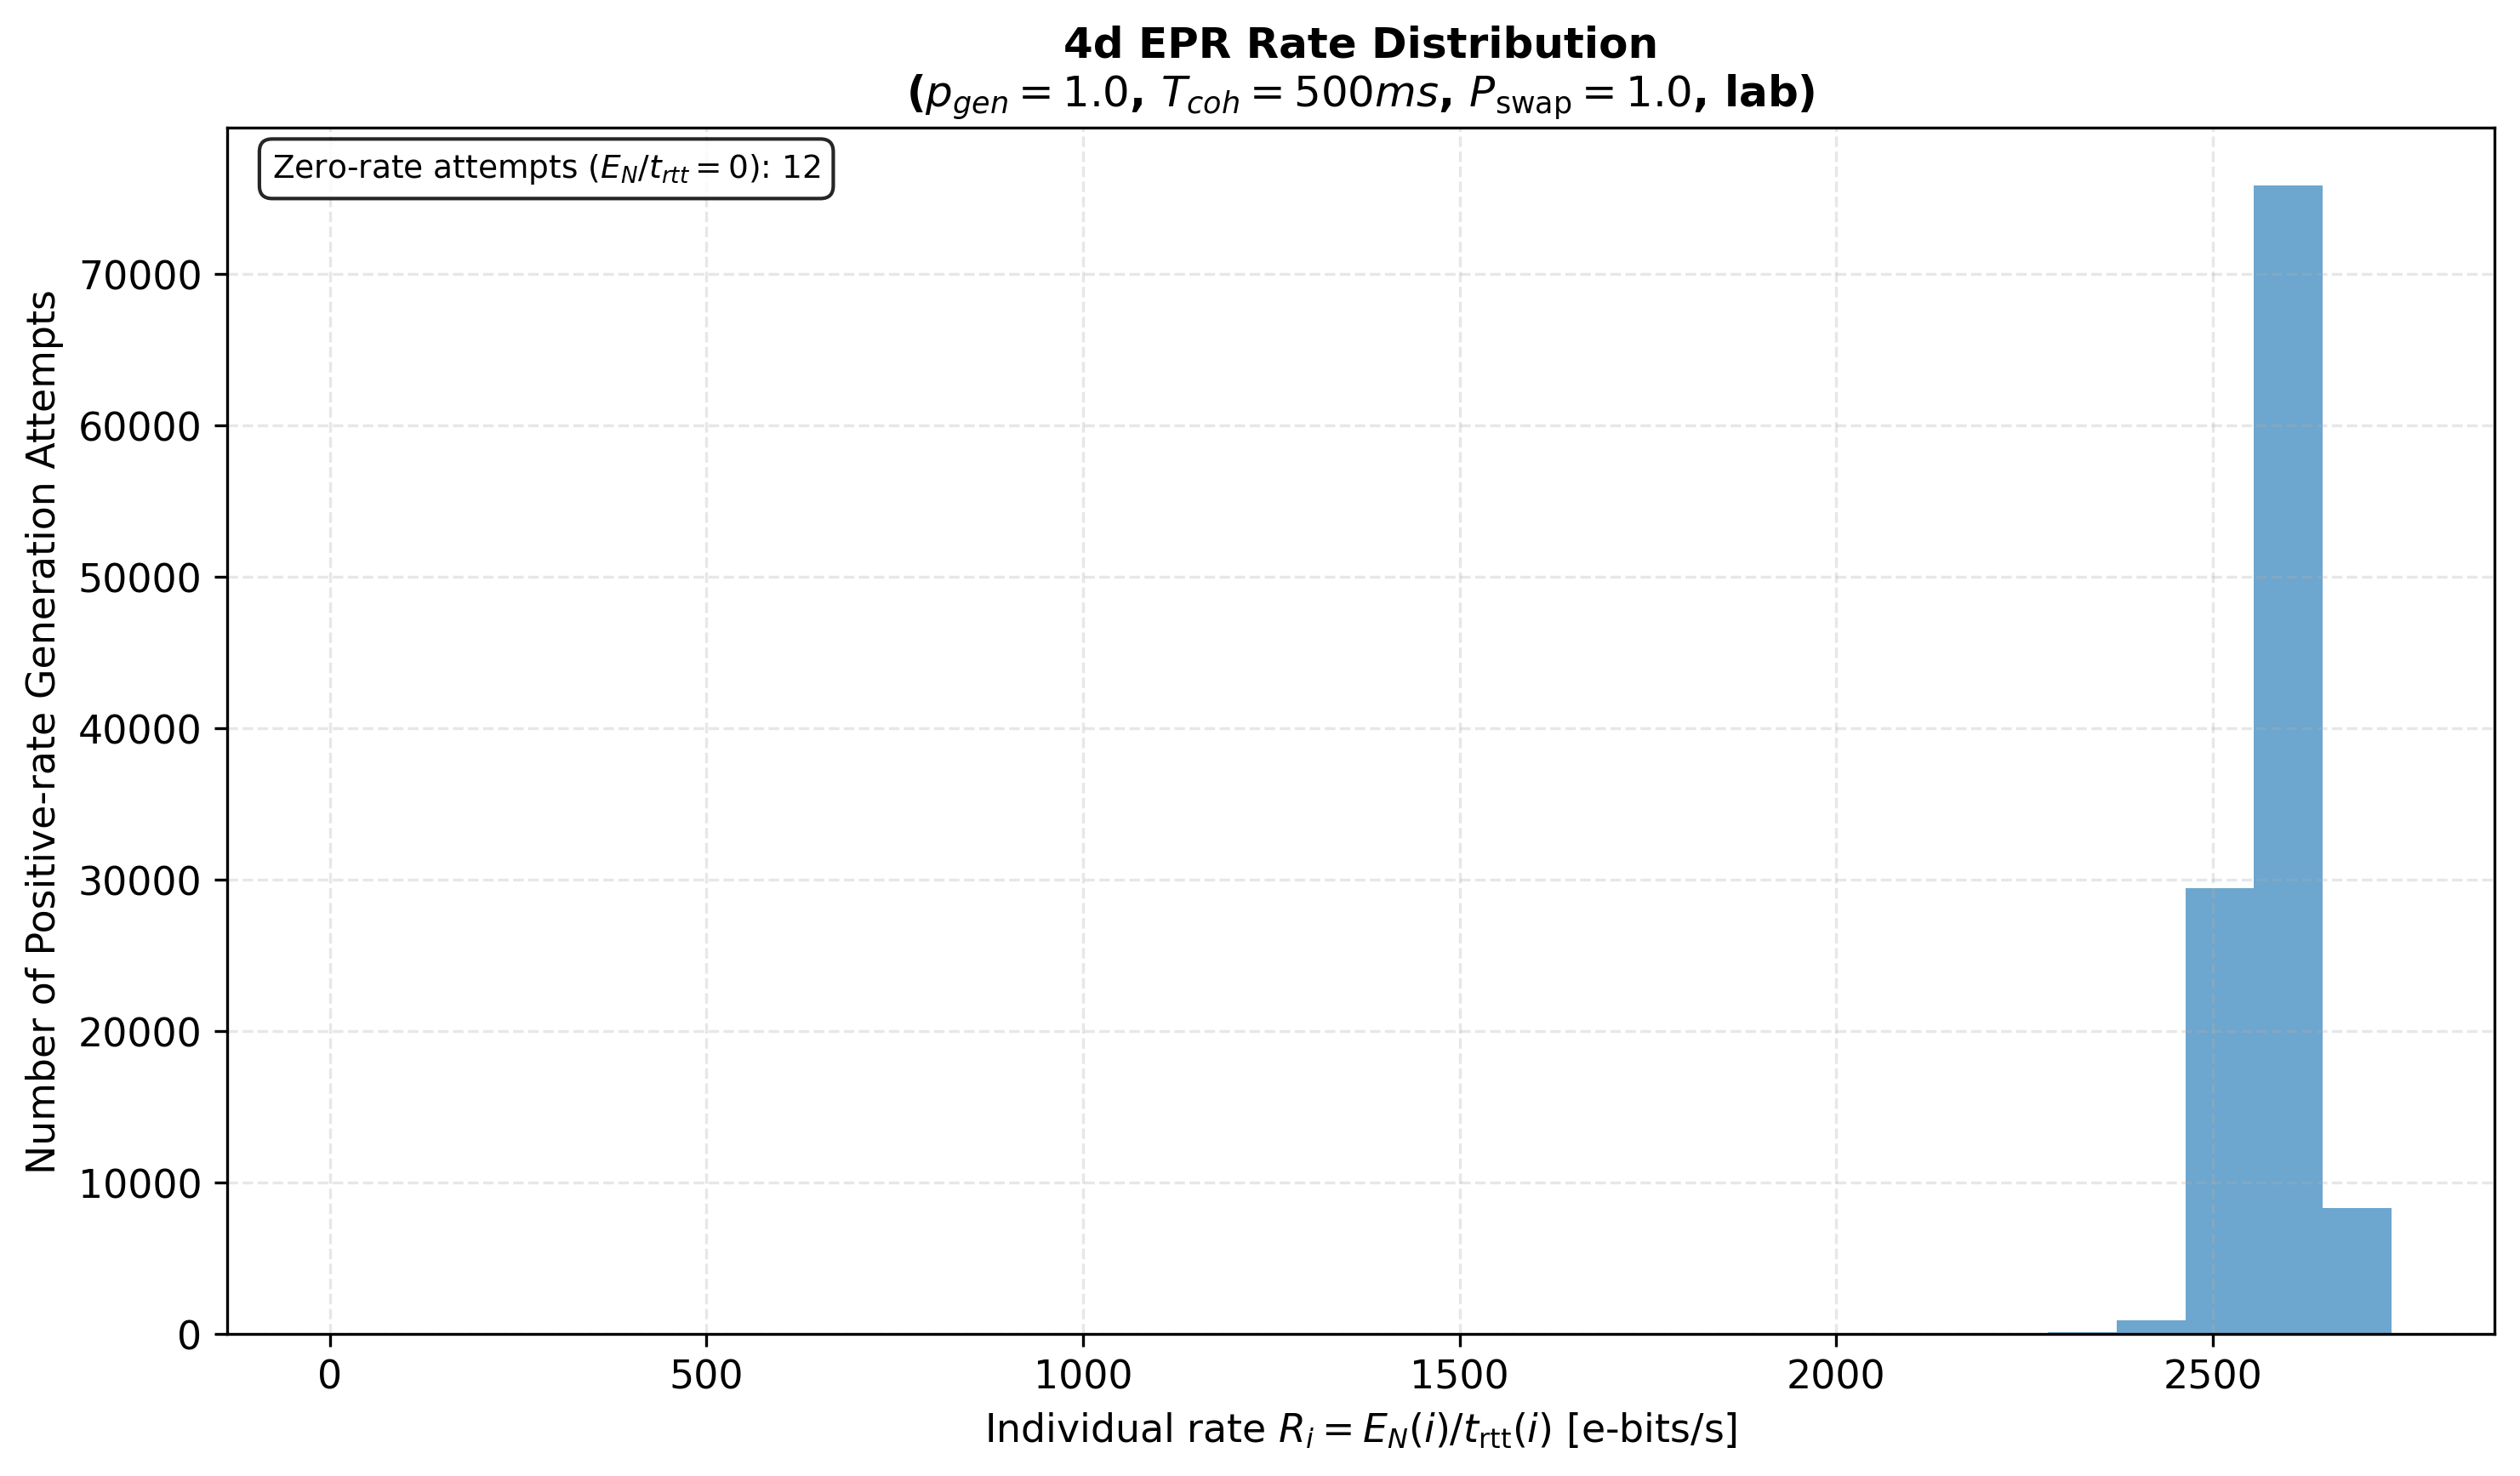 4d EPR Rate Distribution
(p_gen = 1.0, T_coh = 500ms, P_swap = 1.0, lab)
Zero-rate attempts (E_N/t_rtt = 0): 12
Number of Positive-rate Generation Attempts
70000
60000
50000
40000
30000
20000
10000
0
0 500 1000 1500 2000 2500
Individual rate R_i = E_N(i)/t_rtt(i) [e-bits/s]